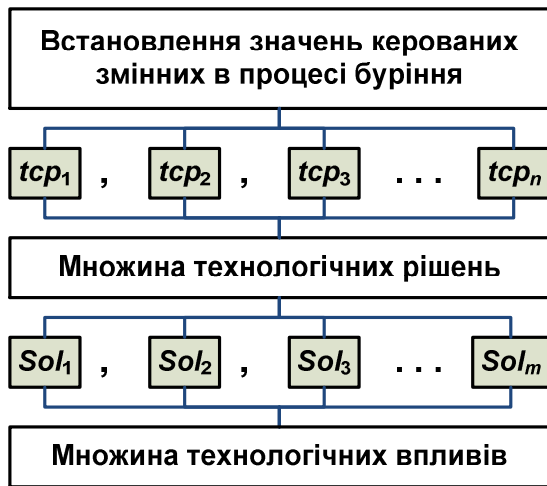 Встановлення значень керованих
змінних в процесі буріння
tcp₁ , tcp₂ , tcp₃ . . . tcpₙ
Множина технологічних рішень
Sol₁ , Sol₂ , Sol₃ . . . Solₘ
Множина технологічних впливів